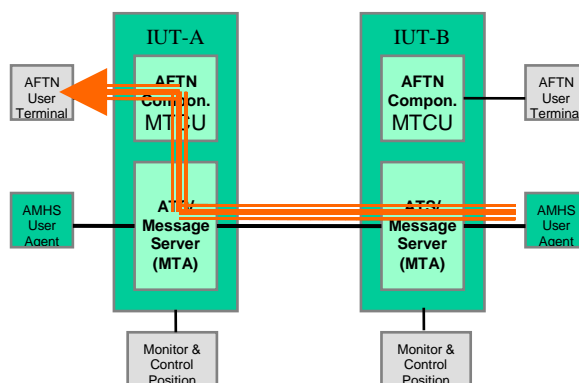 IUT-A
IUT-B
AFTN
User
Terminal
AFTN
Compon.
MTCU
AFTN
Compon.
MTCU
AFTN
User
Terminal
AMHS
User
Agent
Message
Server
(MTA)
ATS/
Message
Server
(MTA)
AMHS
User
Agent
Monitor &
Control
Position
Monitor &
Control
Position